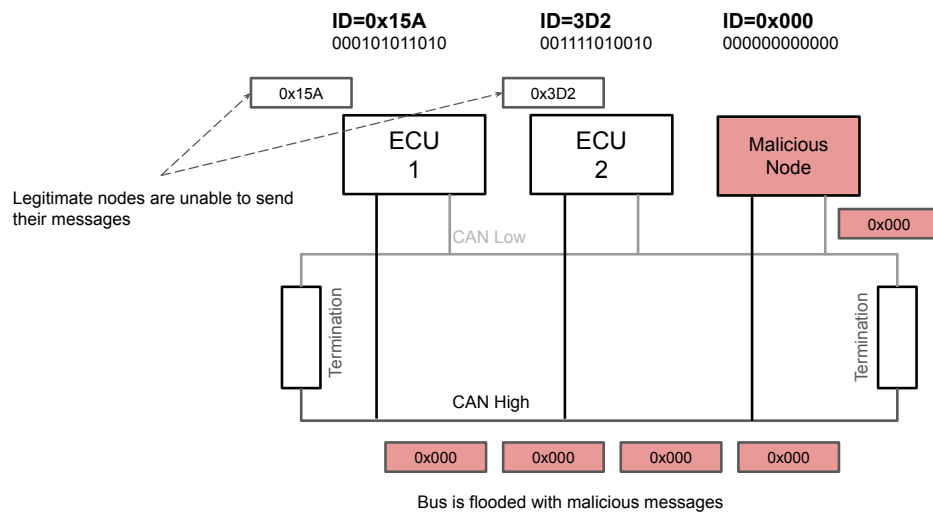 ID=0x15A
000101011010
ID=3D2
001111010010
ID=0x000
000000000000
0x15A
0x3D2
ECU
1
ECU
2
Malicious
Node
Legitimate nodes are unable to send
their messages
0x000
CAN Low
Termination
Termination
CAN High
0x000
0x000
0x000
0x000
Bus is flooded with malicious messages